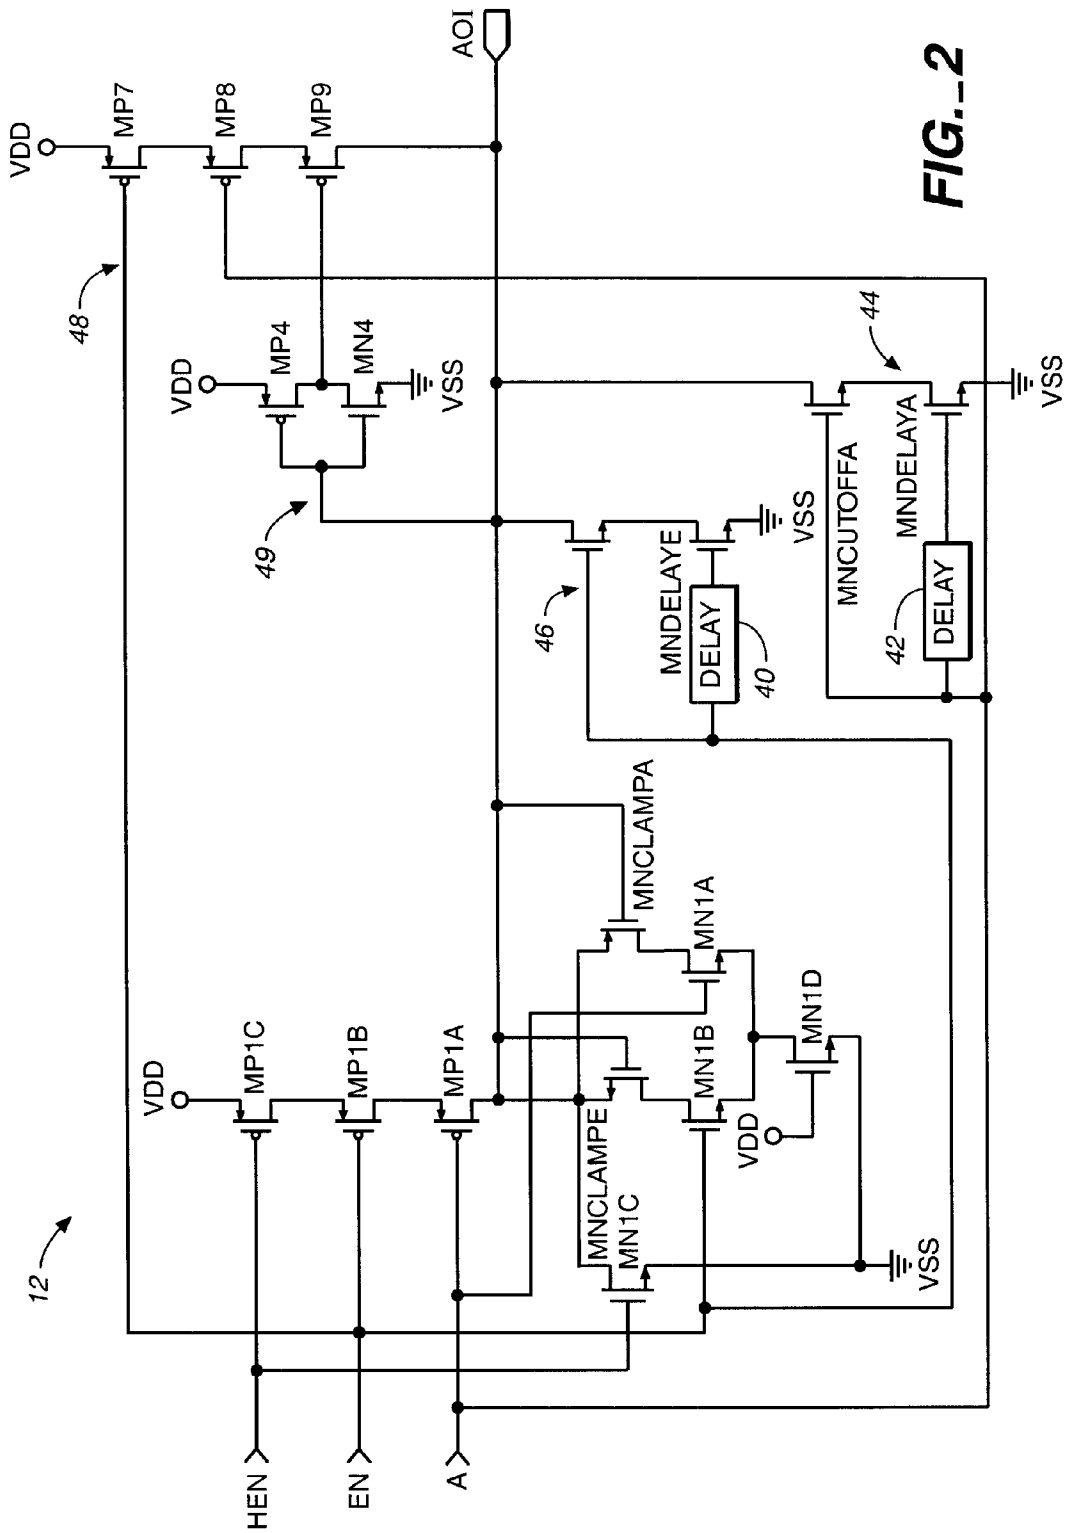 12
HEN
EN
A
VDD
MP1C
MP1B
MP1A
MNCLAMPE
MN1C
MN1B
VDD
MN1D
VSS
MNCLAMPA
MN1A
46
MNDELAYE
DELAY
40
VSS
49
VDD
MP4
MN4
VSS
48
MNCUTOFFA
MNDELAYA
42
DELAY
44
VSS
VDD
MP7
MP8
MP9
AOI
FIG._2